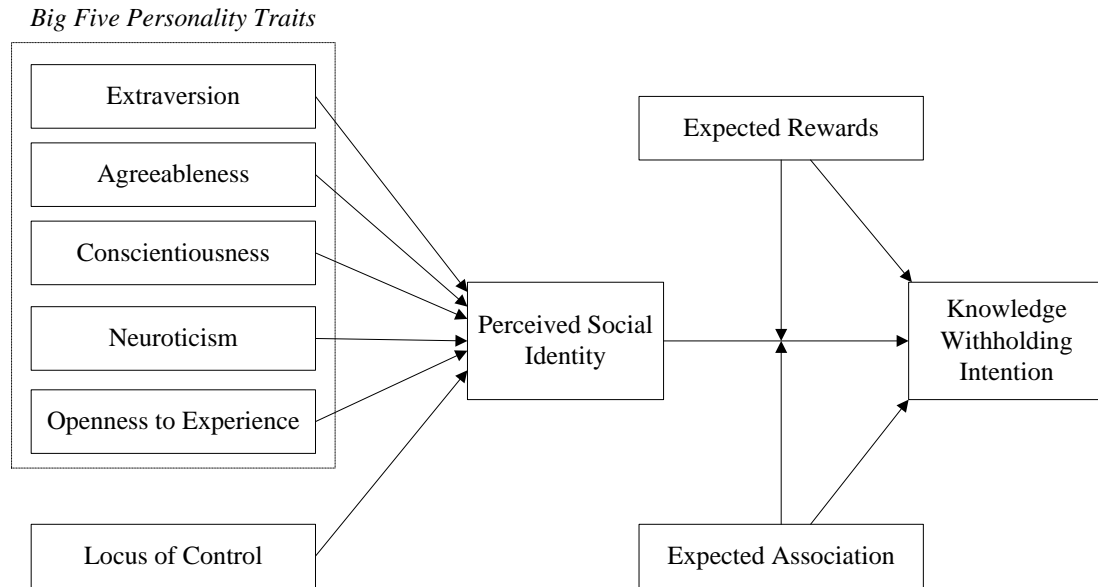 Big Five Personality Traits
Extraversion
Agreeableness
Conscientiousness
Neuroticism
Openness to Experience
Locus of Control
Perceived Social
Identity
Expected Rewards
Expected Association
Knowledge
Withholding
Intention